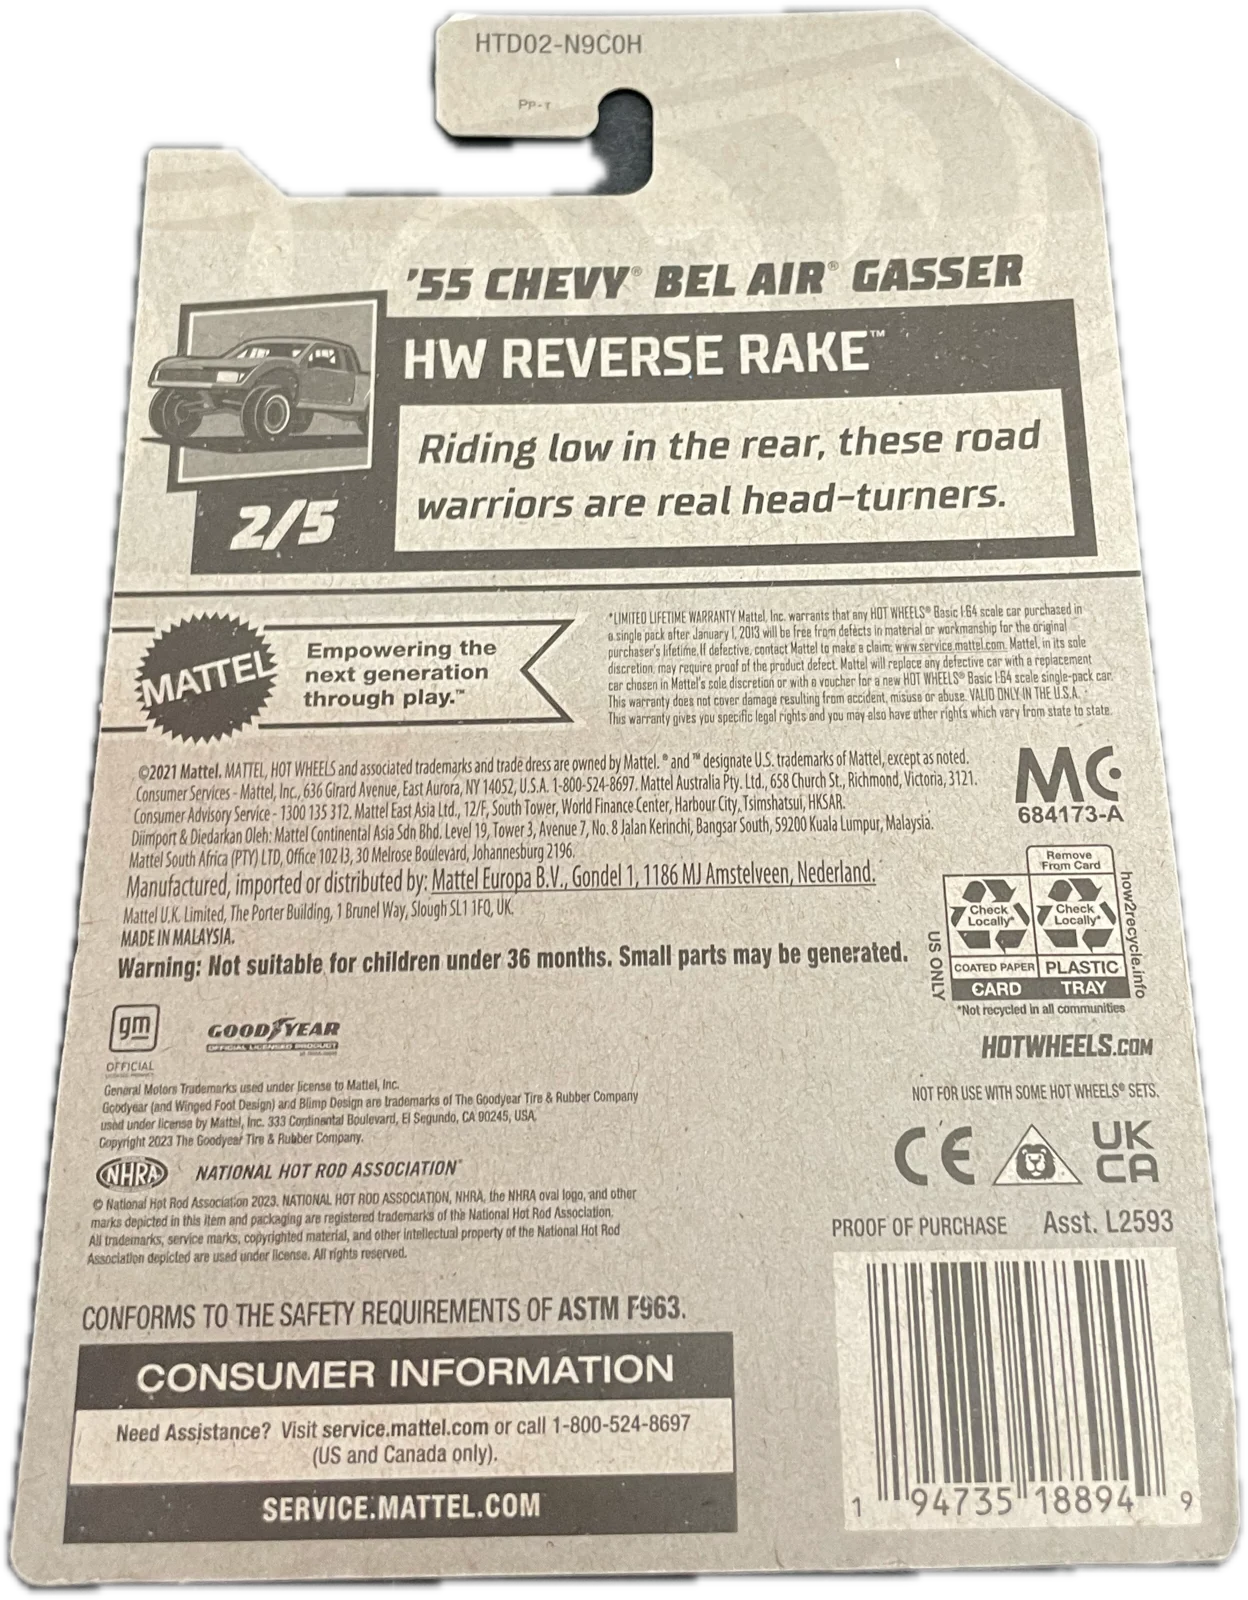 HTD02-N9C0H
PP-T
'55 CHEVY® BEL AIR® GASSER
HW REVERSE RAKE™
Riding low in the rear, these road
warriors are real head-turners.
2/5
MATTEL
Empowering the
next generation
through play.™
*LIMITED LIFETIME WARRANTY Mattel, Inc. warrants that any HOT WHEELS® Basic 1:64 scale car purchased in
a single pack after January 1, 2013 will be free from defects in material or workmanship for the original
purchaser's lifetime. If defective, contact Mattel to make a claim: www.service.mattel.com. Mattel, in its sole
discretion, may require proof of the product defect. Mattel will replace any defective car with a replacement
car chosen in Mattel's sole discretion or with a voucher for a new HOT WHEELS® Basic 1:64 scale single-pack car.
This warranty does not cover damage resulting from accident, misuse or abuse. VALID ONLY IN THE U.S.A.
This warranty gives you specific legal rights and you may also have other rights which vary from state to state.
©2021 Mattel. MATTEL, HOT WHEELS and associated trademarks and trade dress are owned by Mattel. ® and ™ designate U.S. trademarks of Mattel, except as noted.
Consumer Services - Mattel, Inc., 636 Girard Avenue, East Aurora, NY 14052, U.S.A. 1-800-524-8697. Mattel Australia Pty. Ltd., 658 Church St., Richmond, Victoria, 3121.
Consumer Advisory Service - 1300 135 312. Mattel East Asia Ltd., 12/F, South Tower, World Finance Center, Harbour City, Tsimshatsui, HKSAR.
Diimport & Diedarkan Oleh: Mattel Continental Asia Sdn Bhd. Level 19, Tower 3, Avenue 7, No. 8 Jalan Kerinchi, Bangsar South, 59200 Kuala Lumpur, Malaysia.
Mattel South Africa (PTY) LTD, Office 102 I3, 30 Melrose Boulevard, Johannesburg 2196.
Manufactured, imported or distributed by: Mattel Europa B.V., Gondel 1, 1186 MJ Amstelveen, Nederland.
Mattel U.K. Limited, The Porter Building, 1 Brunel Way, Slough SL1 1FQ, UK.
MADE IN MALAYSIA.
Warning: Not suitable for children under 36 months. Small parts may be generated.
MC
684173-A
Remove
From Card
Check
Locally*
Check
Locally*
COATED PAPER
PLASTIC
CARD
TRAY
US ONLY
how2recycle.info
*Not recycled in all communities
HOTWHEELS.COM
NOT FOR USE WITH SOME HOT WHEELS® SETS.
gm
OFFICIAL
GOODYEAR
OFFICIAL LICENSED PRODUCT
General Motors Trademarks used under license to Mattel, Inc.
Goodyear (and Winged Foot Design) and Blimp Design are trademarks of The Goodyear Tire & Rubber Company
used under license by Mattel, Inc. 333 Continental Boulevard, El Segundo, CA 90245, USA.
Copyright 2023 The Goodyear Tire & Rubber Company.
NHRA NATIONAL HOT ROD ASSOCIATION™
© National Hot Rod Association 2023. NATIONAL HOT ROD ASSOCIATION, NHRA, the NHRA oval logo, and other
marks depicted in this item and packaging are registered trademarks of the National Hot Rod Association.
All trademarks, service marks, copyrighted material, and other intellectual property of the National Hot Rod
Association depicted are used under license. All rights reserved.
CE
UK
CA
PROOF OF PURCHASE Asst. L2593
CONFORMS TO THE SAFETY REQUIREMENTS OF ASTM F963.
CONSUMER INFORMATION
Need Assistance? Visit service.mattel.com or call 1-800-524-8697
(US and Canada only).
SERVICE.MATTEL.COM
1 94735 18894 9